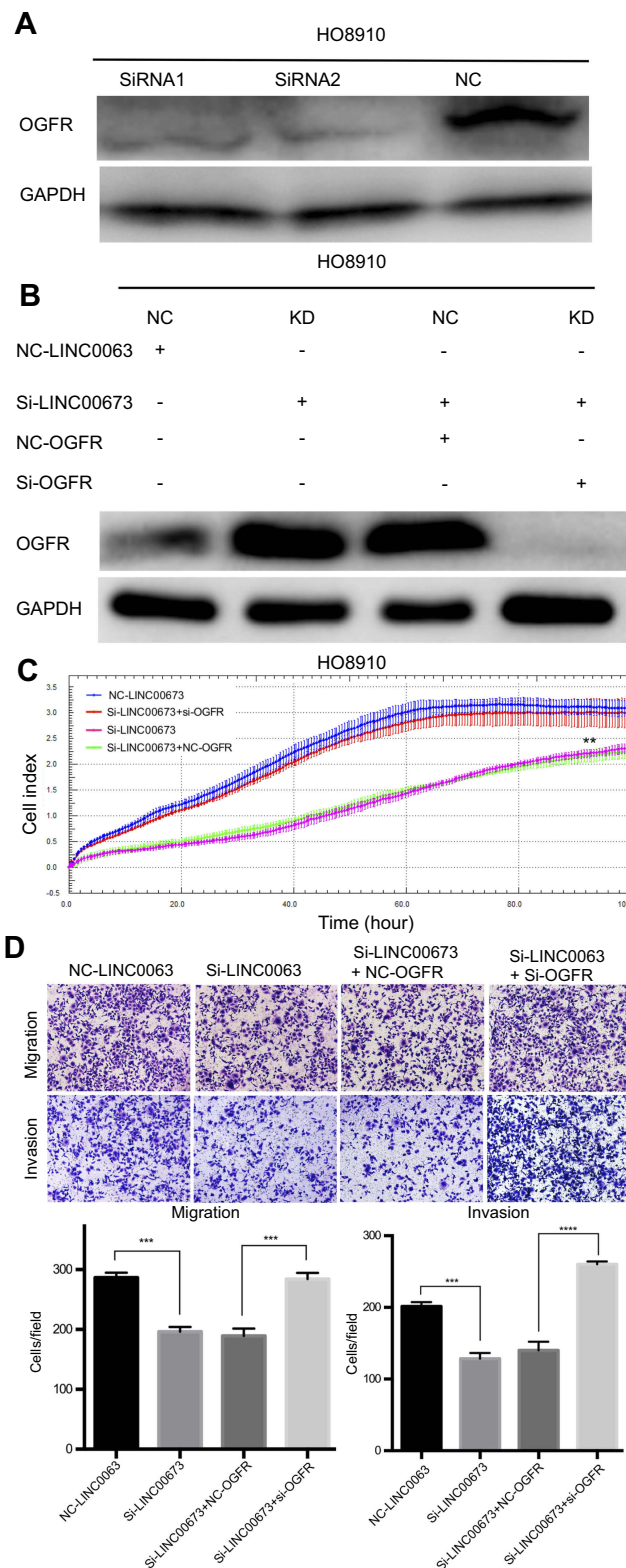 A
HO8910
SiRNA1 SiRNA2 NC
OGFR
GAPDH
HO8910
B
NC KD NC KD
NC-LINC0063 + - - -
Si-LINC00673 - + + +
NC-OGFR - - + -
Si-OGFR - - - +
OGFR
GAPDH
C
HO8910
3.5
3.0
2.5
2.0
1.5
1.0
0.5
0.0
-0.5
Cell index
NC-LINC00673
Si-LINC00673+si-OGFR
Si-LINC00673
Si-LINC00673+NC-OGFR
**
0.0 20.0 40.0 60.0 80.0 10
Time (hour)
D
NC-LINC0063 Si-LINC0063 Si-LINC00673 + NC-OGFR Si-LINC0063 + Si-OGFR
Migration
Invasion
Migration
Cells/field
300
200
100
0
*** ***
NC-LINC0063
Si-LINC00673
Si-LINC00673+NC-OGFR
Si-LINC00673+si-OGFR
Invasion
Cells/field
300
200
100
0
*** ****
NC-LINC0063
Si-LINC00673
Si-LINC00673+NC-OGFR
Si-LINC00673+si-OGFR